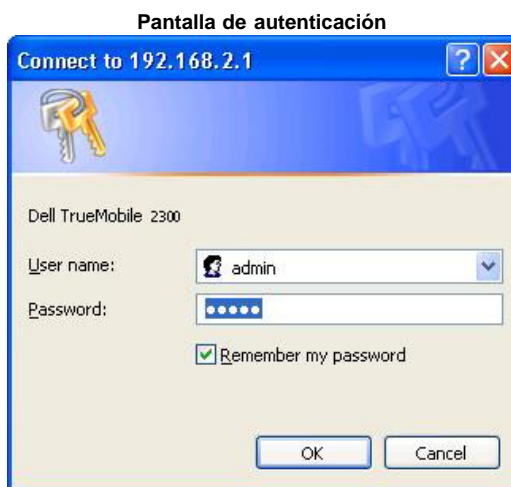 Pantalla de autenticación
Connect to 192.168.2.1
Dell TrueMobile 2300
User name:
admin
Password:
●●●●●
Remember my password
OK
Cancel